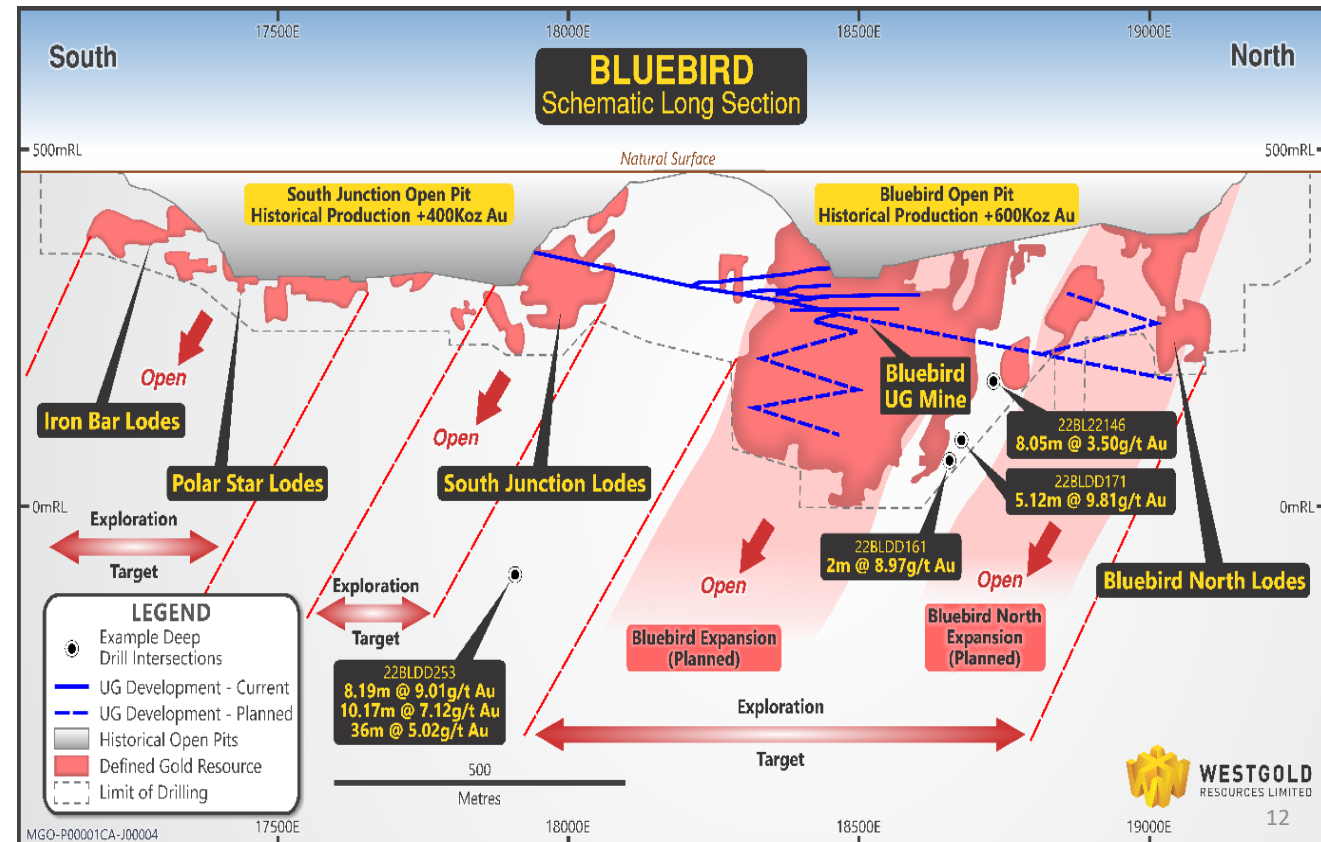 17500E
18000E
18500E
19000E
South
BLUEBIRD
Schematic Long Section
North
500mRL
Natural Surface
500mRL
South Junction Open Pit
Historical Production +400Koz Au
Bluebird Open Pit
Historical Production +600Koz Au
Open
Iron Bar Lodes
Polar Star Lodes
Open
South Junction Lodes
Bluebird
UG Mine
22BL22146
8.05m @ 3.50g/t Au
22BLDD171
5.12m @ 9.81g/t Au
22BLDD161
2m @ 8.97g/t Au
0mRL
0mRL
Exploration
Target
Exploration
Target
Open
Open
Bluebird North Lodes
Bluebird Expansion
(Planned)
Bluebird North
Expansion
(Planned)
22BLDD253
8.19m @ 9.01g/t Au
10.17m @ 7.12g/t Au
36m @ 5.02g/t Au
Exploration
Target
LEGEND
Example Deep
Drill Intersections
UG Development - Current
UG Development - Planned
Historical Open Pits
Defined Gold Resource
Limit of Drilling
500
Metres
WESTGOLD
RESOURCES LIMITED
12
MGO-P00001CA-J00004
17500E
18000E
18500E
19000E